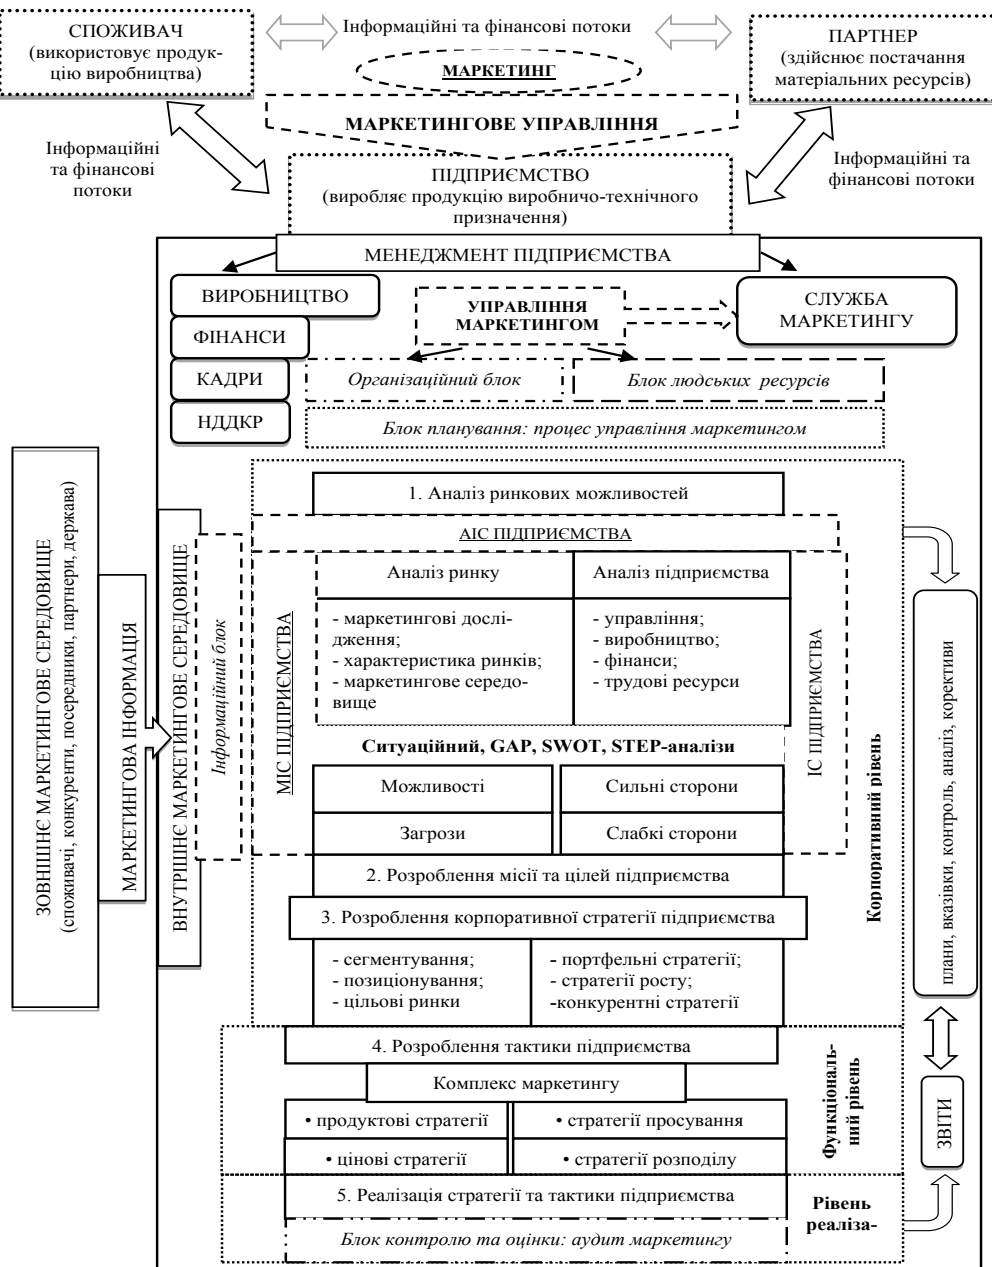 СПОЖИВАЧ
(використовує продук-
цію виробництва)
Інформаційні та фінансові потоки
ПАРТНЕР
(здійснює постачання
матеріальних ресурсів)
МАРКЕТИНГ
МАРКЕТИНГОВЕ УПРАВЛІННЯ
Інформаційні
та фінансові
потоки
Інформаційні та
фінансові потоки
ПІДПРИЄМСТВО
(виробляє продукцію виробничо-технічного
призначення)
МЕНЕДЖМЕНТ ПІДПРИЄМСТВА
ВИРОБНИЦТВО
ФІНАНСИ
КАДРИ
НДДКР
УПРАВЛІННЯ
МАРКЕТИНГОМ
СЛУЖБА
МАРКЕТИНГУ
Організаційний блок
Блок людських ресурсів
Блок планування: процес управління маркетингом
ЗОВНІШНЄ МАРКЕТИНГОВЕ СЕРЕДОВИЩЕ
(споживачі, конкуренти, посередники, партнери, держава)
МАРКЕТИНГОВА ІНФОРМАЦІЯ
ВНУТРІШНЄ МАРКЕТИНГОВЕ СЕРЕДОВИЩЕ
Інформаційний блок
1. Аналіз ринкових можливостей
АІС ПІДПРИЄМСТВА
МІС ПІДПРИЄМСТВА
Аналіз ринку
Аналіз підприємства
- маркетингові дослі-
дження;
- характеристика ринків;
- маркетингове середо-
вище
- управління;
- виробництво;
- фінанси;
- трудові ресурси
ІС ПІДПРИЄМСТВА
Ситуаційний, GAP, SWOT, STEP-аналізи
Можливості
Сильні сторони
Загрози
Слабкі сторони
2. Розроблення місії та цілей підприємства
3. Розроблення корпоративної стратегії підприємства
- сегментування;
- позиціонування;
- цільові ринки
- портфельні стратегії;
- стратегії росту;
-конкурентні стратегії
Корпоративний рівень
плани, вказівки, контроль, аналіз, корективи
4. Розроблення тактики підприємства
Комплекс маркетингу
• продуктові стратегії
• стратегії просування
• цінові стратегії
• стратегії розподілу
Функціональ-
ний рівень
ЗВІТИ
5. Реалізація стратегії та тактики підприємства
Блок контролю та оцінки: аудит маркетингу
Рівень
реаліза-